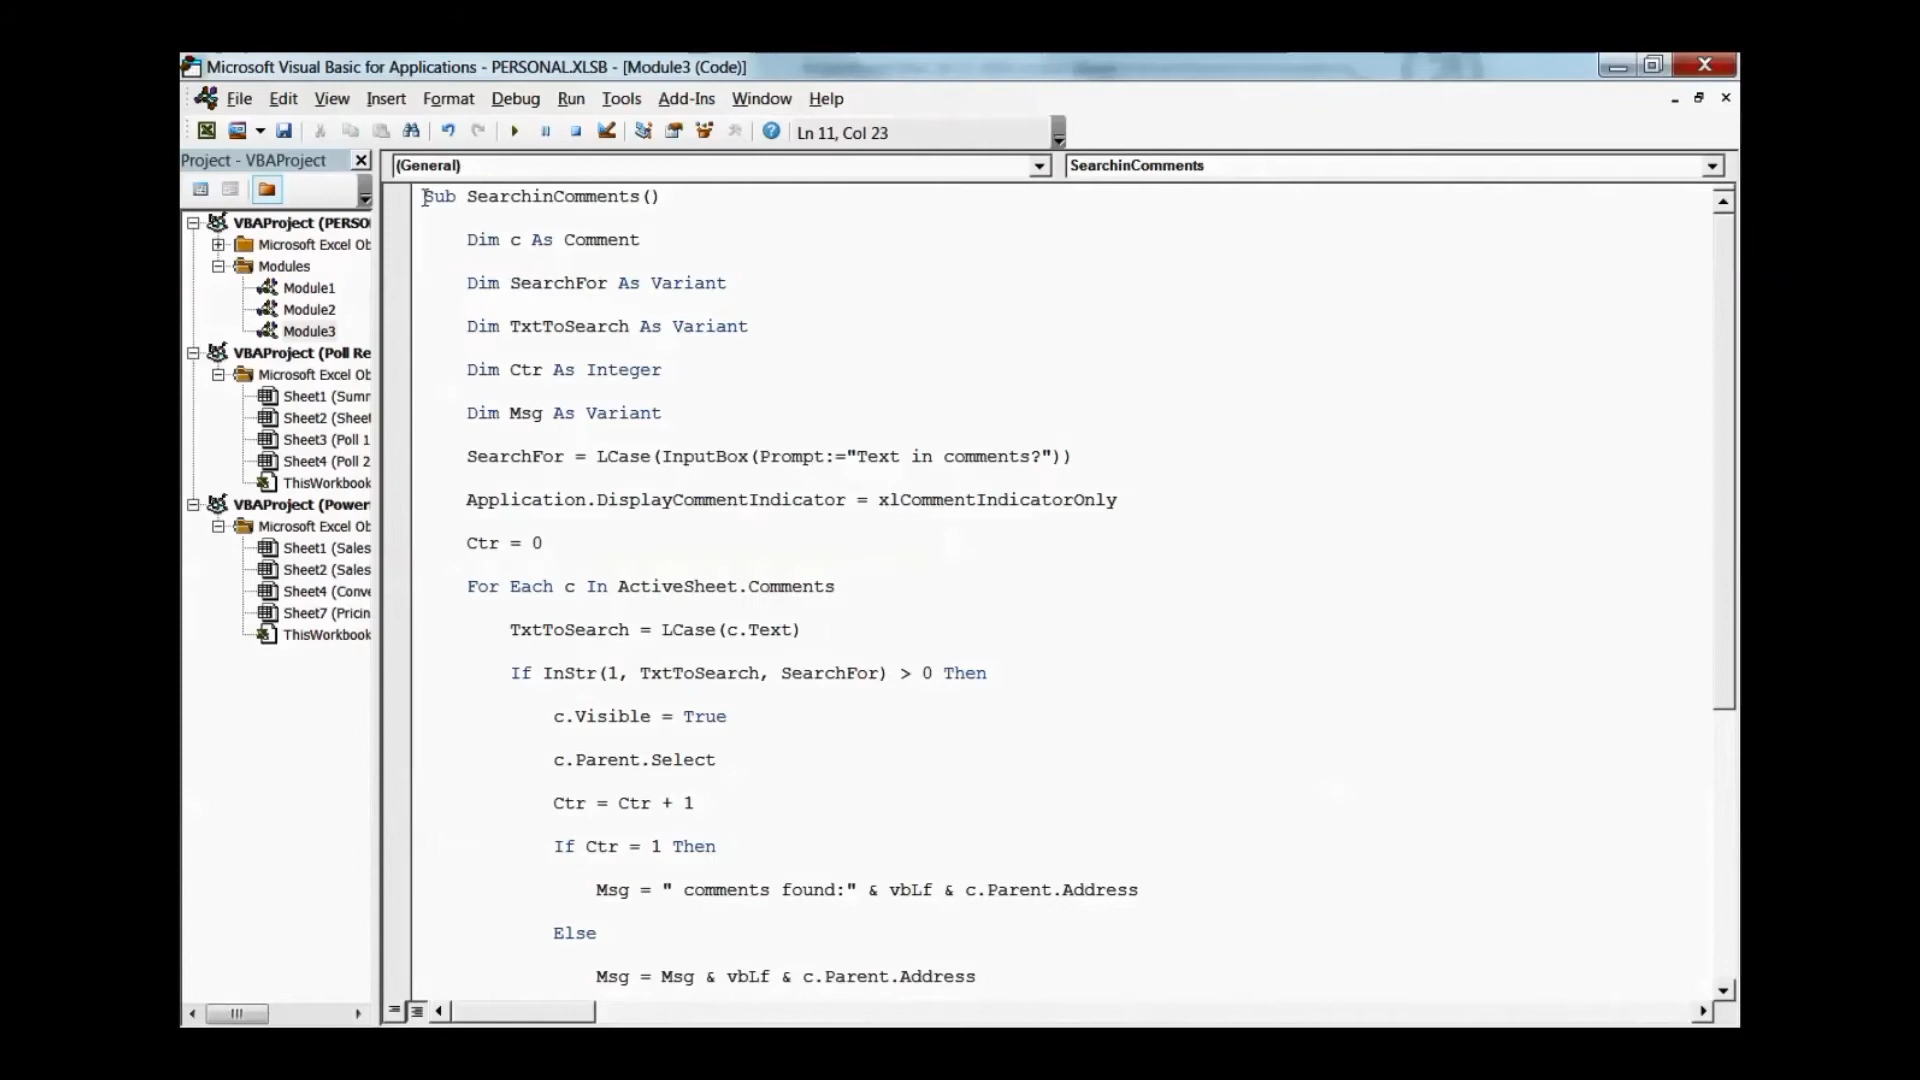 Microsoft Visual Basic for Applications - PERSONAL.XLSB - [Module3 (Code)]
File Edit View Insert Format Debug Run Tools Add-Ins Window Help
Ln 11, Col 23
Project - VBAProject
(General)
SearchinComments
VBAProject (PERSO
Microsoft Excel Ob
Modules
Module1
Module2
Module3
VBAProject (Poll Re
Microsoft Excel Ob
Sheet1 (Sum
Sheet2 (Sheet
Sheet3 (Poll 1
Sheet4 (Poll 2
ThisWorkbook
VBAProject (Power
Microsoft Excel Ob
Sheet1 (Sales
Sheet2 (Sales
Sheet4 (Conve
Sheet7 (Pricin
ThisWorkbook
Sub SearchinComments()
Dim c As Comment
Dim SearchFor As Variant
Dim TxtToSearch As Variant
Dim Ctr As Integer
Dim Msg As Variant
SearchFor = LCase(InputBox(Prompt:="Text in comments?"))
Application.DisplayCommentIndicator = xlCommentIndicatorOnly
Ctr = 0
For Each c In ActiveSheet.Comments
TxtToSearch = LCase(c.Text)
If InStr(1, TxtToSearch, SearchFor) > 0 Then
c.Visible = True
c.Parent.Select
Ctr = Ctr + 1
If Ctr = 1 Then
Msg = " comments found:" & vbLf & c.Parent.Address
Else
Msg = Msg & vbLf & c.Parent.Address